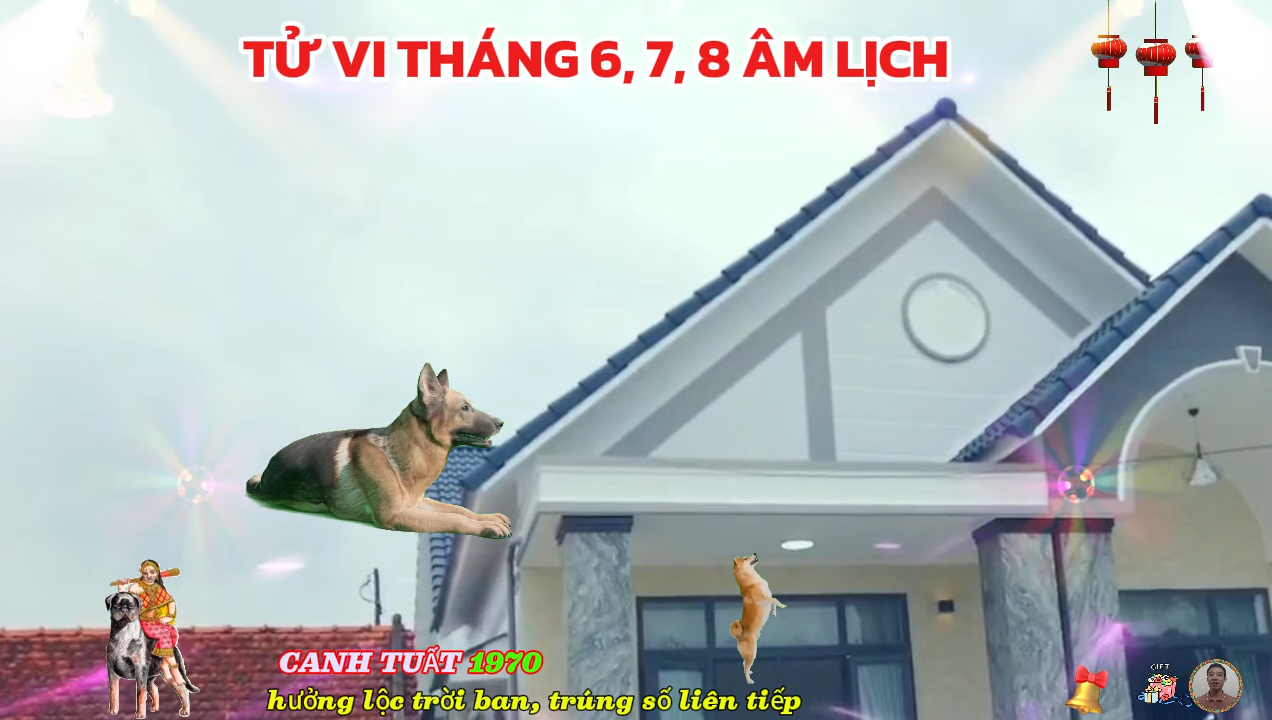 TỬ VI THÁNG 6, 7, 8 ÂM LỊCH
CANH TUẤT 1970
hưởng lộc trời ban, trúng số liên tiếp
GIFT